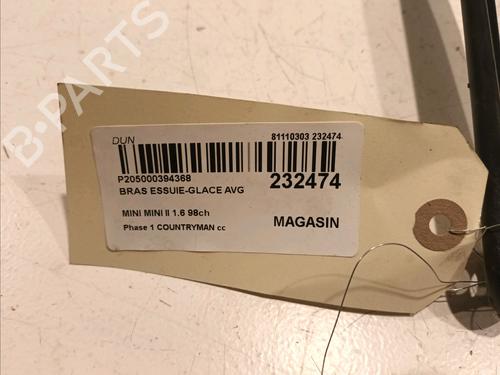 B-PARTS
DUN 81110303 232474
P205000394368 232474
BRAS ESSUIE-GLACE AVG
MINI MINI II 1.6 98ch MAGASIN
Phase 1 COUNTRYMAN cc